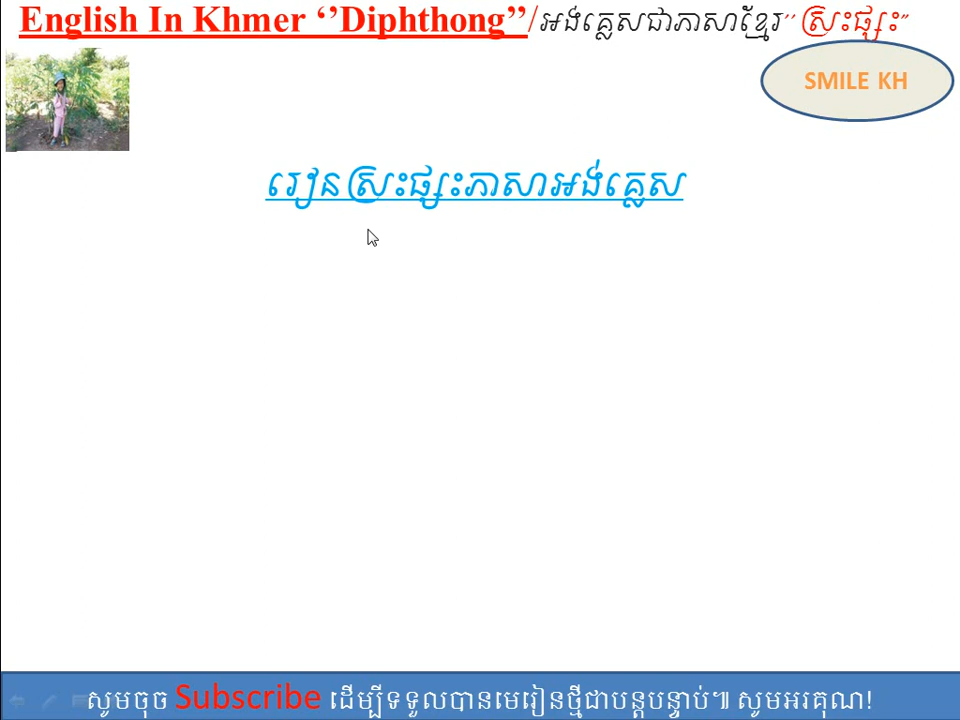 English In Khmer ‘’Diphthong’’/អង់គ្លេសជាភាសាខ្មែរ‘‘ ស្រះផ្សះ”
SMILE KH
រៀនស្រះផ្សះភាសាអង់គ្លេស
សូមចុច Subscribe ដើម្បីទទួលបានមេរៀនថ្មីជាបន្តបន្ទាប់៕ សូមអរគុណ!